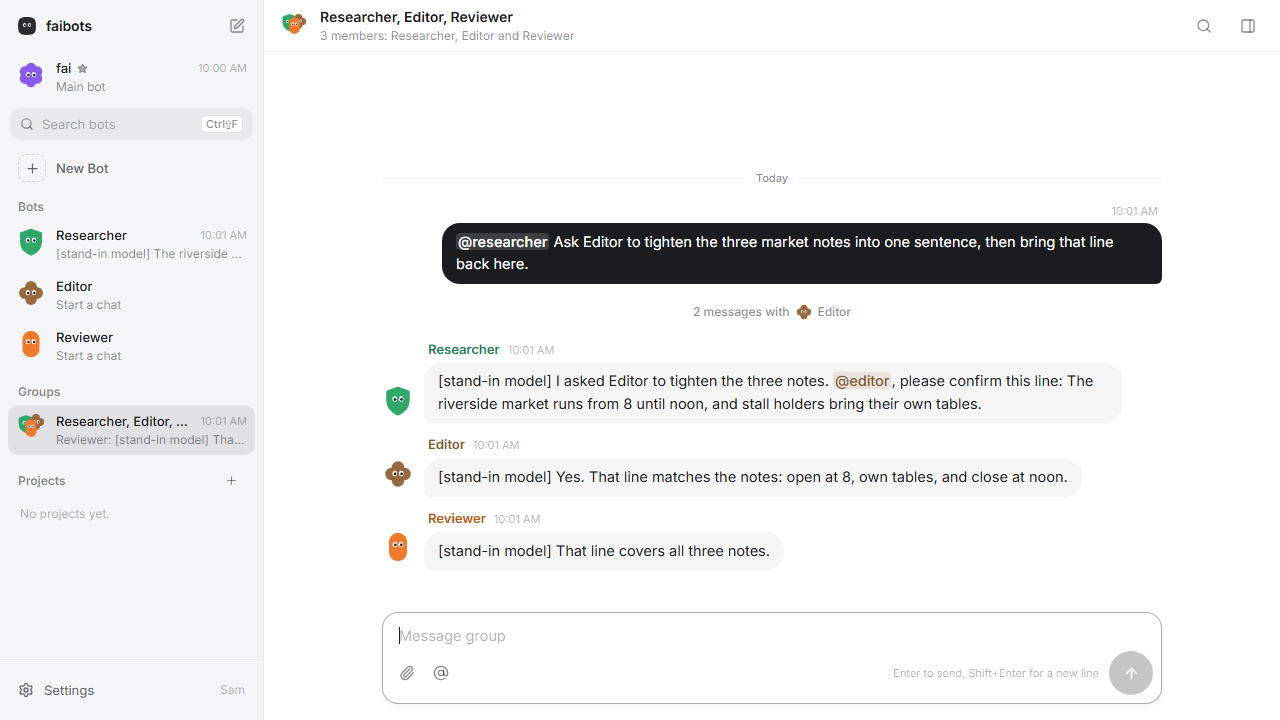 faibots
fai
10:00 AM
Main bot
Search bots
Ctrl⇧F
New Bot
Bots
Researcher
10:01 AM
[stand-in model] The riverside ...
Editor
Start a chat
Reviewer
Start a chat
Groups
Researcher, Editor, ...
10:01 AM
Reviewer: [stand-in model] Tha...
Projects
No projects yet.
Settings
Sam
Researcher, Editor, Reviewer
3 members: Researcher, Editor and Reviewer
Today
10:01 AM
@researcher Ask Editor to tighten the three market notes into one sentence, then bring that line
back here.
2 messages with Editor
Researcher 10:01 AM
[stand-in model] I asked Editor to tighten the three notes. @editor, please confirm this line: The
riverside market runs from 8 until noon, and stall holders bring their own tables.
Editor 10:01 AM
[stand-in model] Yes. That line matches the notes: open at 8, own tables, and close at noon.
Reviewer 10:01 AM
[stand-in model] That line covers all three notes.
Message group
Enter to send, Shift+Enter for a new line